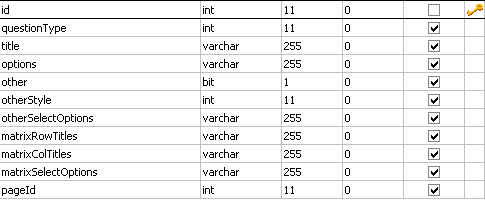 id int 11 0
questionType int 11 0
title varchar 255 0
options varchar 255 0
other bit 1 0
otherStyle int 11 0
otherSelectOptions varchar 255 0
matrixRowTitles varchar 255 0
matrixColTitles varchar 255 0
matrixSelectOptions varchar 255 0
pageId int 11 0